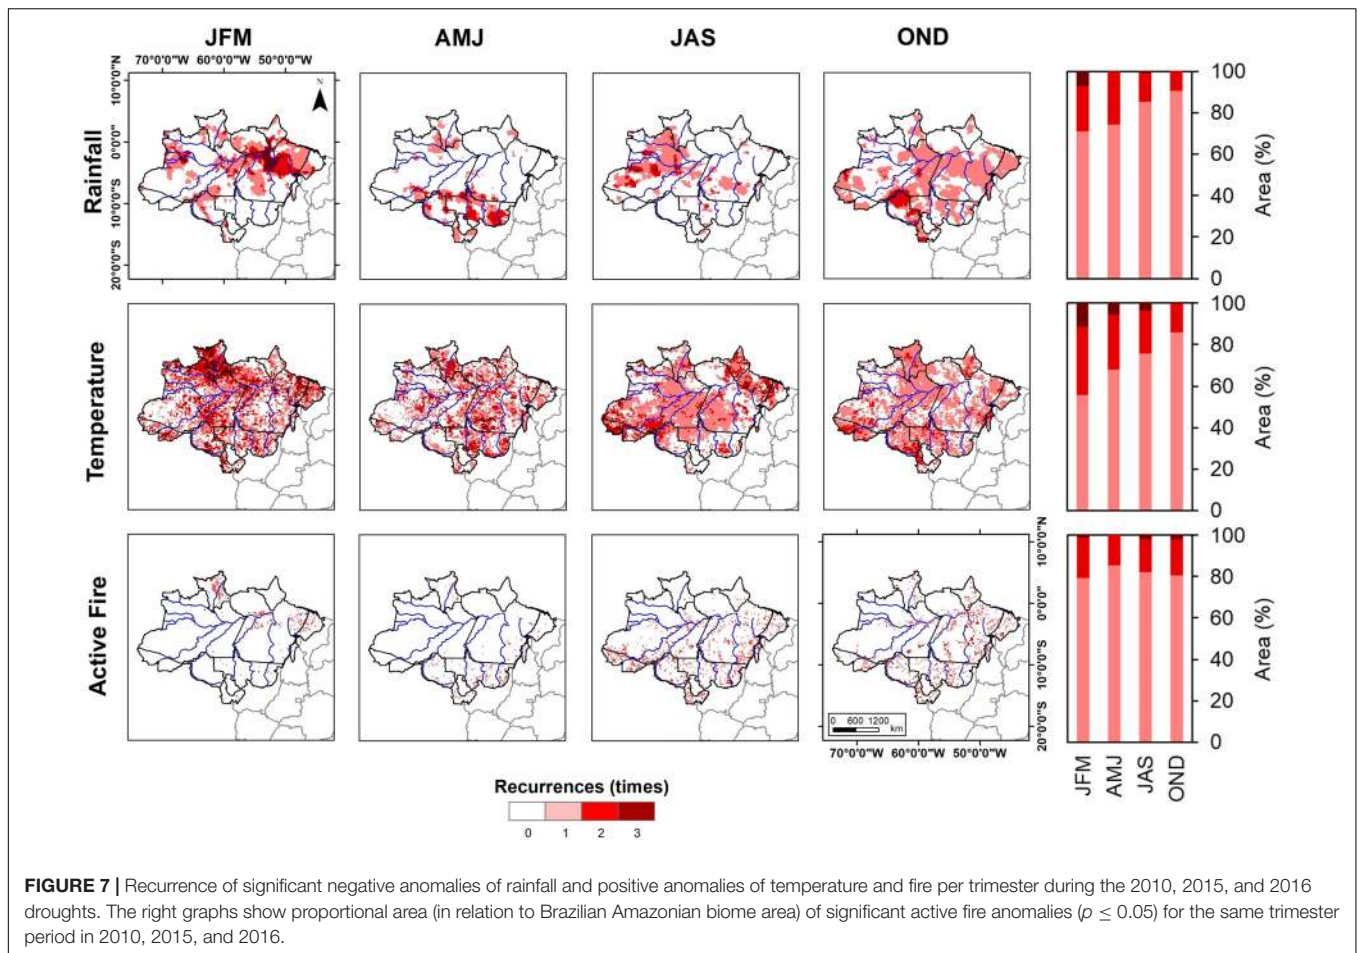 JFM AMJ JAS OND
70°0'0"W 60°0'0"W 50°0'0"W
N
10°0'0"N
0°0'0"
10°0'0"S
20°0'0"S
Rainfall
100
80
60
40
20
0
Area (%)
Temperature
100
80
60
40
20
0
Area (%)
Active Fire
10°0'0"N
0°0'0"
10°0'0"S
20°0'0"S
0 600 1200
km
70°0'0"W 60°0'0"W 50°0'0"W
100
80
60
40
20
0
Area (%)
JFM
AMJ
JAS
OND
Recurrences (times)
0 1 2 3
FIGURE 7 | Recurrence of significant negative anomalies of rainfall and positive anomalies of temperature and fire per trimester during the 2010, 2015, and 2016
droughts. The right graphs show proportional area (in relation to Brazilian Amazonian biome area) of significant active fire anomalies (p ≤ 0.05) for the same trimester
period in 2010, 2015, and 2016.